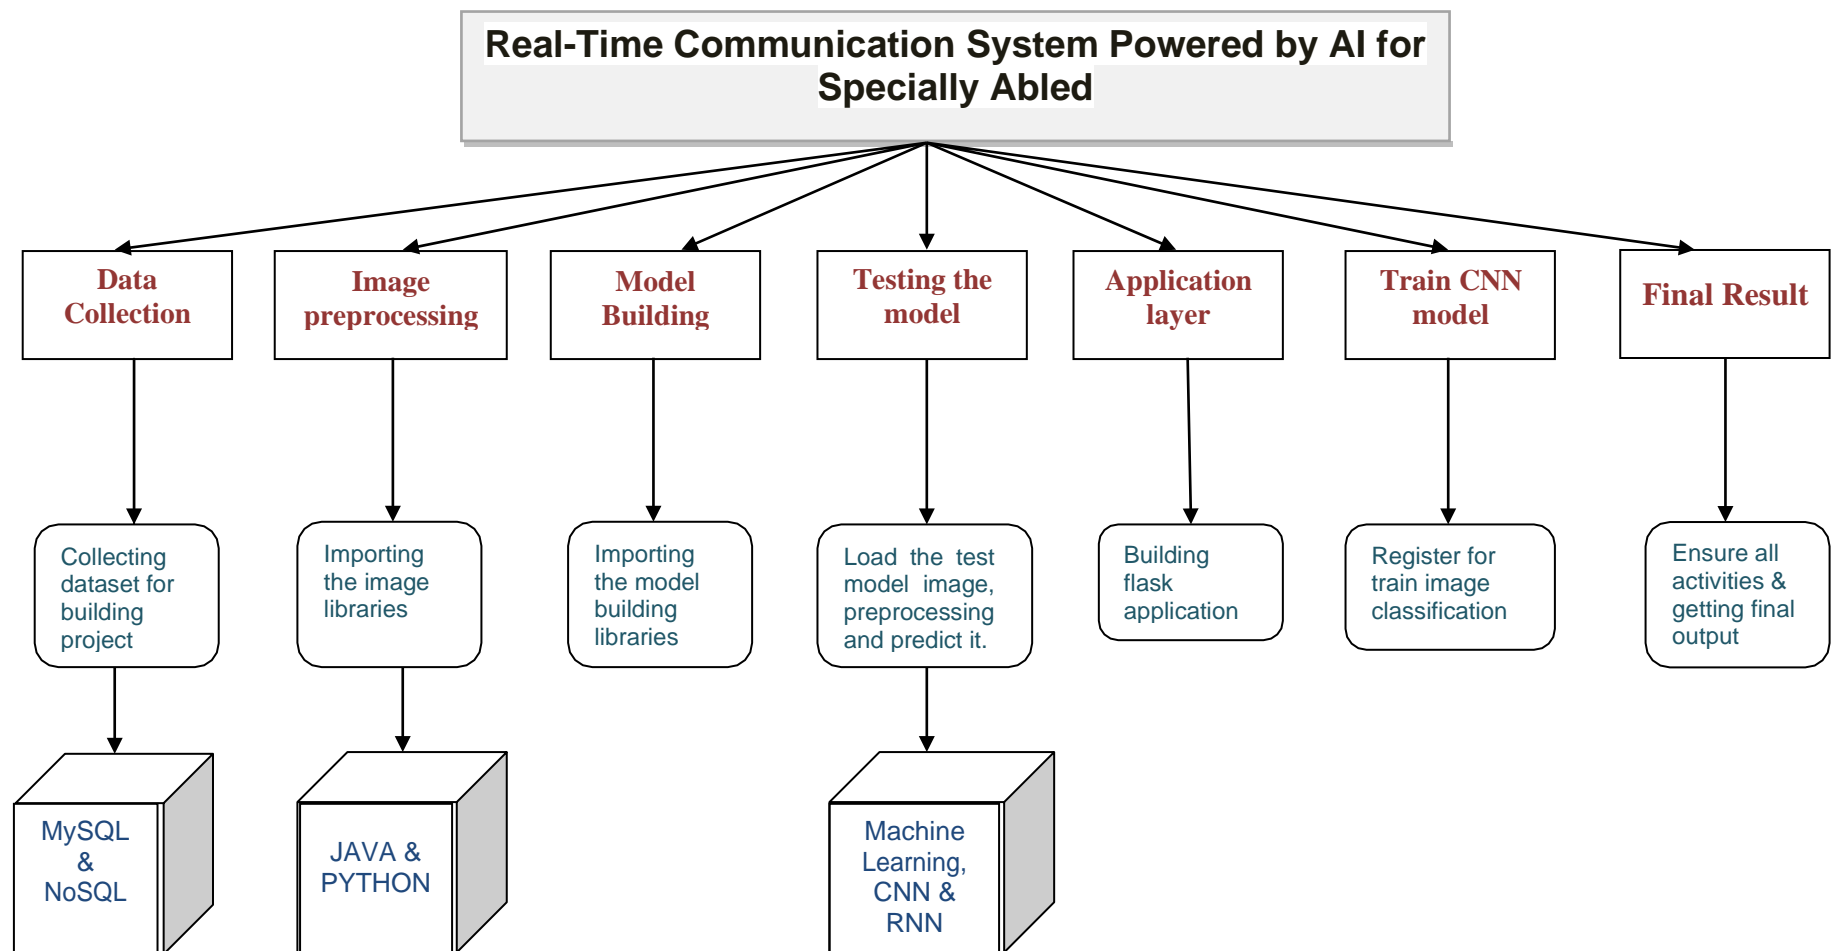 Real-Time Communication System Powered by AI for
Specially Abled
Data
Collection
Image
preprocessing
Model
Building
Testing the
model
Application
layer
Train CNN
model
Final Result
Collecting
dataset for
building
project
Importing
the image
libraries
Importing
the model
building
libraries
Load the test
model image,
preprocessing
and predict it.
Building
flask
application
Register for
train image
classification
Ensure all
activities &
getting final
output
MySQL
&
NoSQL
JAVA &
PYTHON
Machine
Learning,
CNN &
RNN